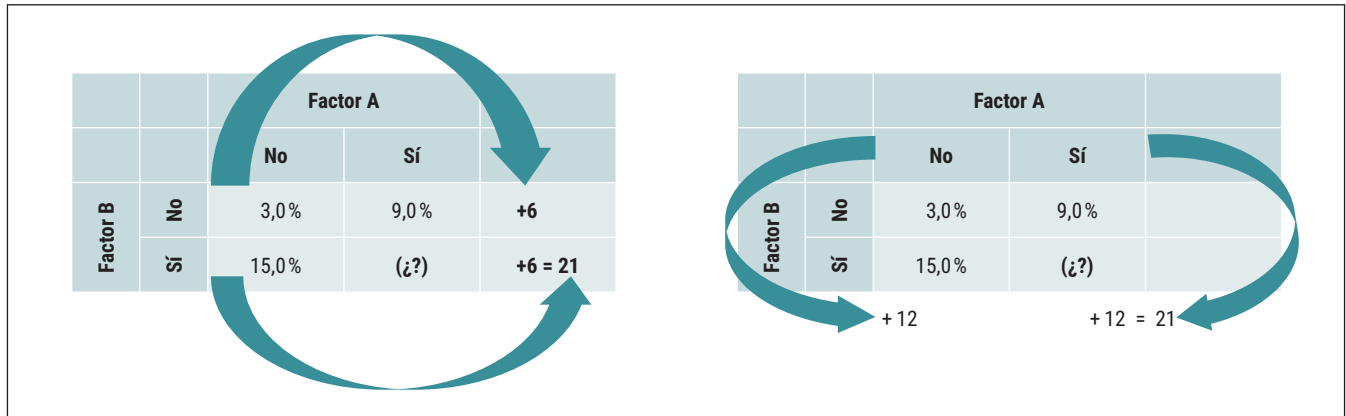 Factor A
No Sí
Factor B
No 3,0 % 9,0 % +6
Sí 15,0 % (¿?) +6 = 21
Factor A
No Sí
Factor B
No 3,0 % 9,0 %
Sí 15,0 % (¿?)
+ 12 + 12 = 21